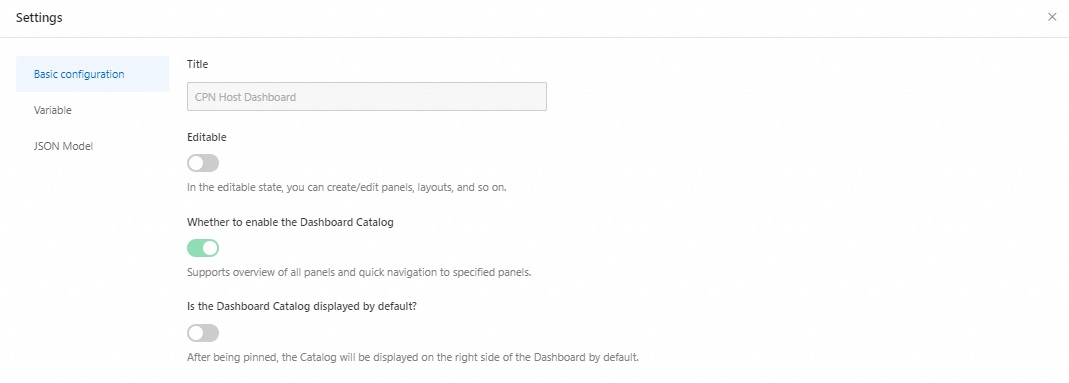 Settings
Basic configuration
Variable
JSON Model
Title
CPN Host Dashboard
Editable
In the editable state, you can create/edit panels, layouts, and so on.
Whether to enable the Dashboard Catalog
Supports overview of all panels and quick navigation to specified panels.
Is the Dashboard Catalog displayed by default?
After being pinned, the Catalog will be displayed on the right side of the Dashboard by default.